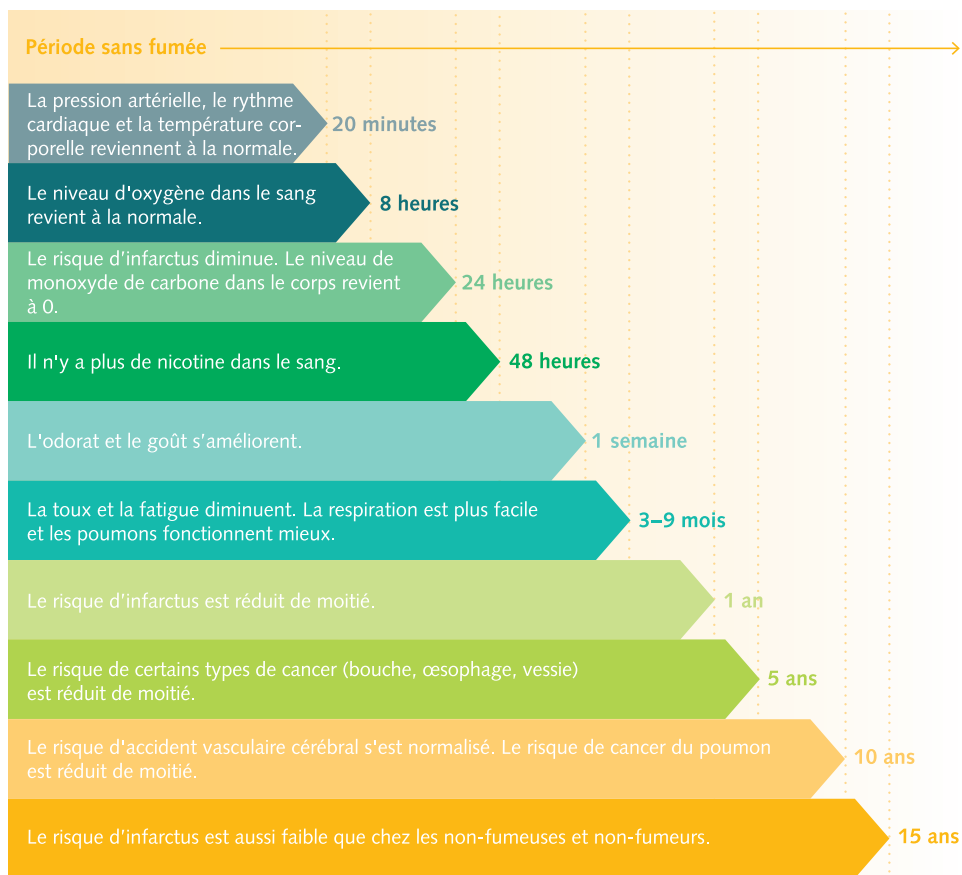 Période sans fumée
La pression artérielle, le rythme
cardiaque et la température cor-
porelle reviennent à la normale.
20 minutes
Le niveau d'oxygène dans le sang
revient à la normale.
8 heures
Le risque d’infarctus diminue. Le niveau de
monoxyde de carbone dans le corps revient
à 0.
24 heures
Il n'y a plus de nicotine dans le sang.
48 heures
L'odorat et le goût s’améliorent.
1 semaine
La toux et la fatigue diminuent. La respiration est plus facile
et les poumons fonctionnent mieux.
3–9 mois
Le risque d’infarctus est réduit de moitié.
1 an
Le risque de certains types de cancer (bouche, œsophage, vessie)
est réduit de moitié.
5 ans
Le risque d'accident vasculaire cérébral s'est normalisé. Le risque de cancer du poumon
est réduit de moitié.
10 ans
Le risque d’infarctus est aussi faible que chez les non-fumeuses et non-fumeurs.
15 ans